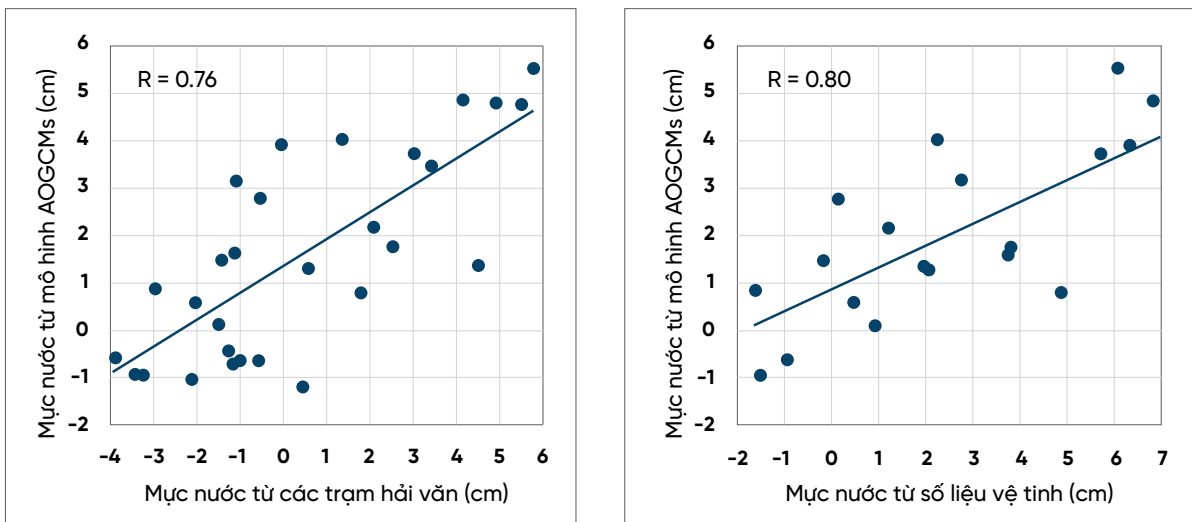 Mực nước từ mô hình AOGCMs (cm)
6
5
4
3
2
1
0
-1
-2
R = 0.76
-4 -3 -2 -1 0 1 2 3 4 5 6
Mực nước từ các trạm hải văn (cm)
Mực nước từ mô hình AOGCMs (cm)
6
5
4
3
2
1
0
-1
-2
R = 0.80
-2 -1 0 1 2 3 4 5 6 7
Mực nước từ số liệu vệ tinh (cm)